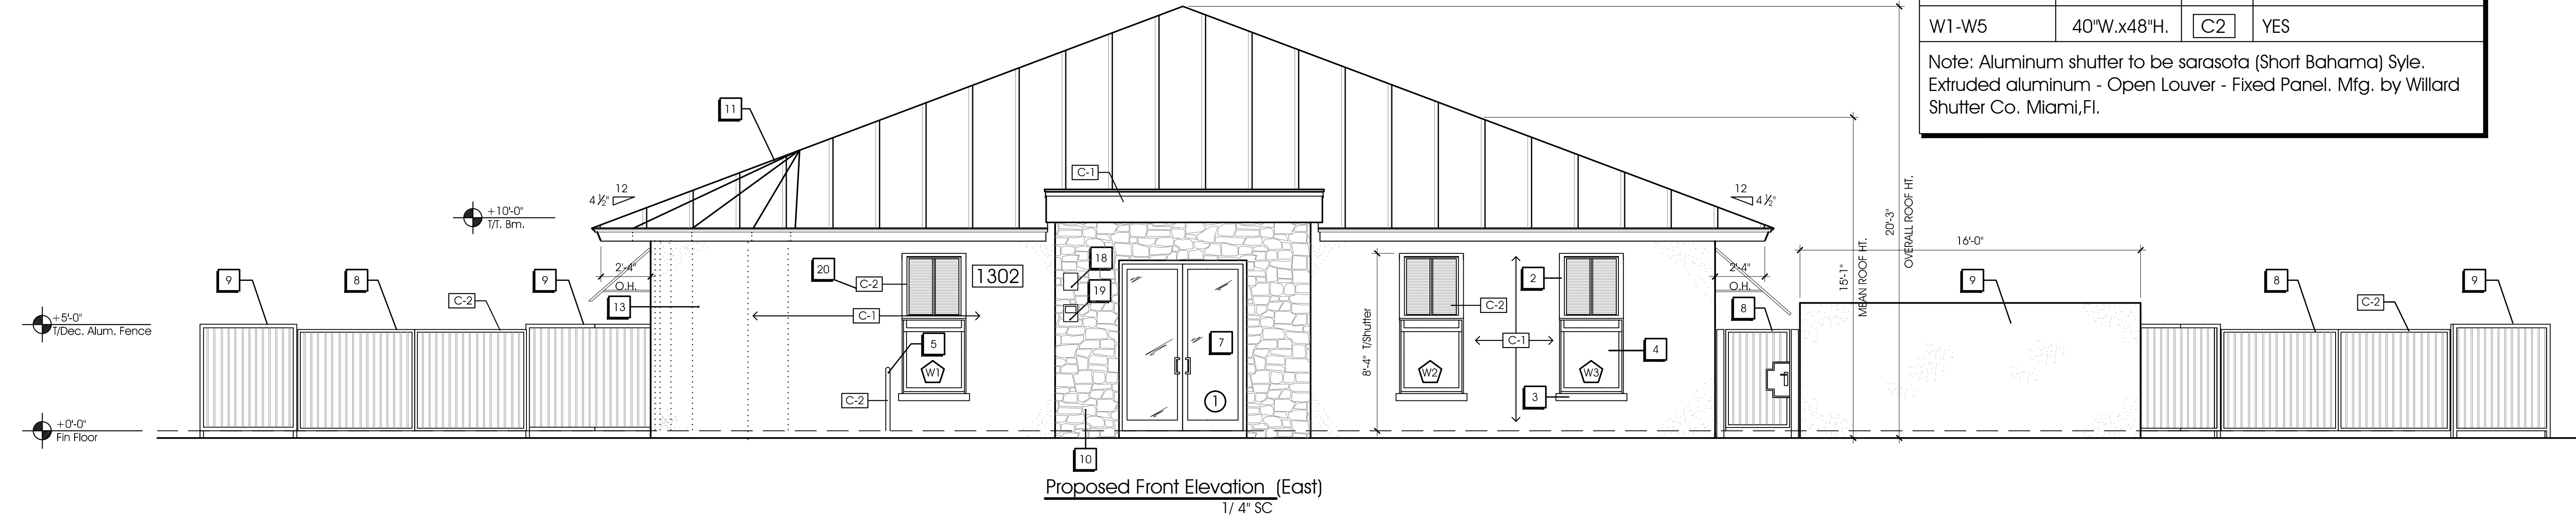 W1-W5 40"W.x48"H. C2 YES
Note: Aluminum shutter to be sarasota (Short Bahama) Syle.
Extruded aluminum - Open Louver - Fixed Panel. Mfg. by Willard
Shutter Co. Miami,Fl.
11
C-1
12
4 1/2"
12
4 1/2"
+10'-0"
T/T. Bm.
20'-3"
OVERALL ROOF HT.
15'-1"
MEAN ROOF HT.
16'-0"
9
8
C-2
9
2'-4"
O.H.
13
20
C-2
1302
18
19
C-1
5
W1
C-2
7
1
10
8'-4" T/Shutter
C-2
2
C-1
W2
W3
4
3
2'-4"
O.H.
8
9
8
C-2
9
+5'-0"
T/Dec. Alum. Fence
+0'-0"
Fin Floor
Proposed Front Elevation (East)
1/ 4" SC